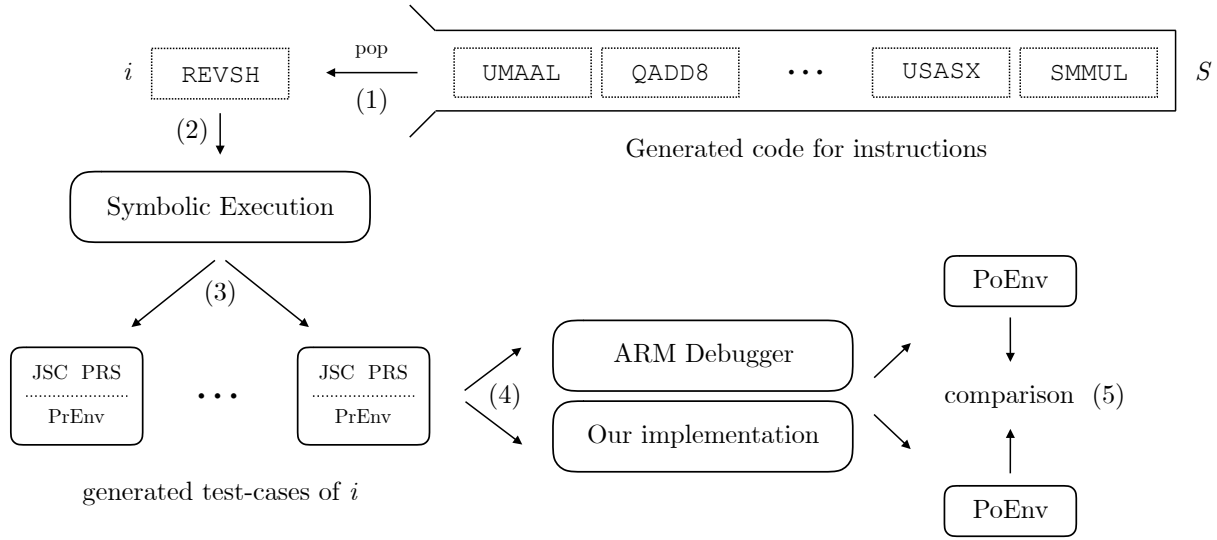 pop
i REVSH UMAAL QADD8 ... USASX SMMUL S
(1)
(2)
Generated code for instructions
Symbolic Execution
(3)
PoEnv
JSC PRS ... JSC PRS
PrEnv PrEnv
ARM Debugger
(4)
comparison (5)
Our implementation
generated test-cases of i
PoEnv